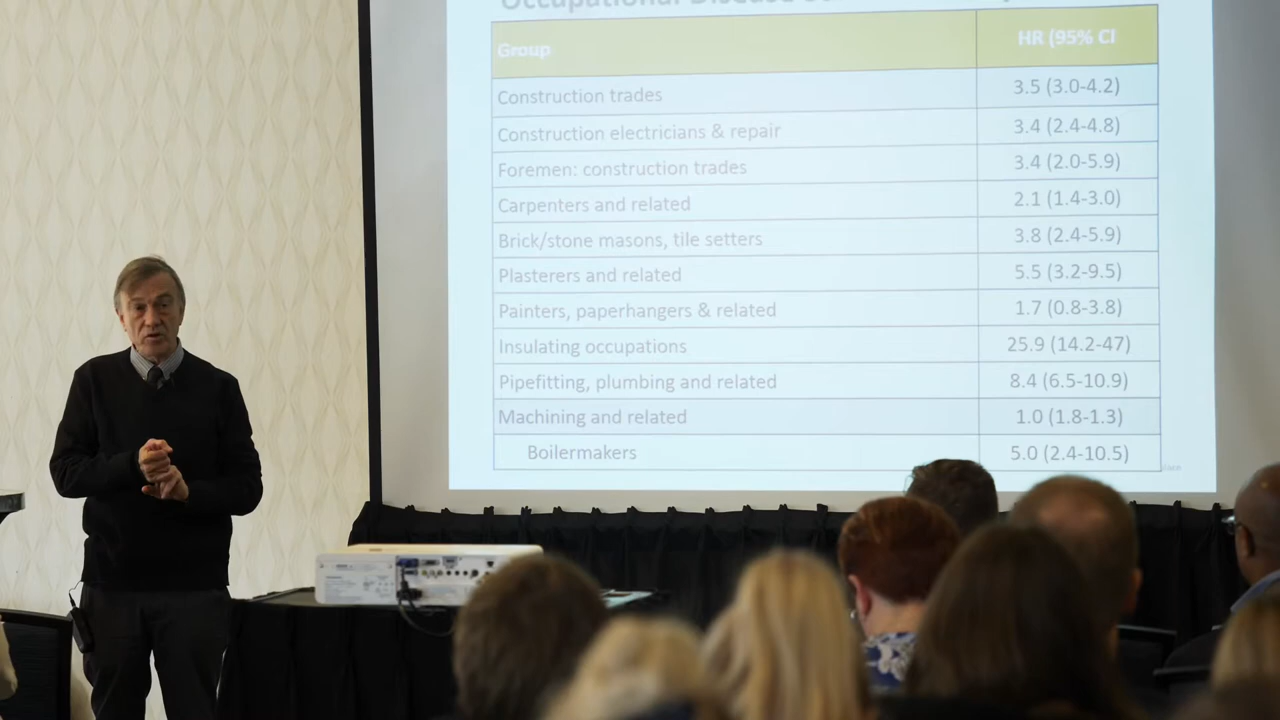 Occupational Disease
Group HR (95% CI
Construction trades 3.5 (3.0-4.2)
Construction electricians & repair 3.4 (2.4-4.8)
Foremen: construction trades 3.4 (2.0-5.9)
Carpenters and related 2.1 (1.4-3.0)
Brick/stone masons, tile setters 3.8 (2.4-5.9)
Plasterers and related 5.5 (3.2-9.5)
Painters, paperhangers & related 1.7 (0.8-3.8)
Insulating occupations 25.9 (14.2-47)
Pipefitting, plumbing and related 8.4 (6.5-10.9)
Machining and related 1.0 (1.8-1.3)
Boilermakers 5.0 (2.4-10.5)